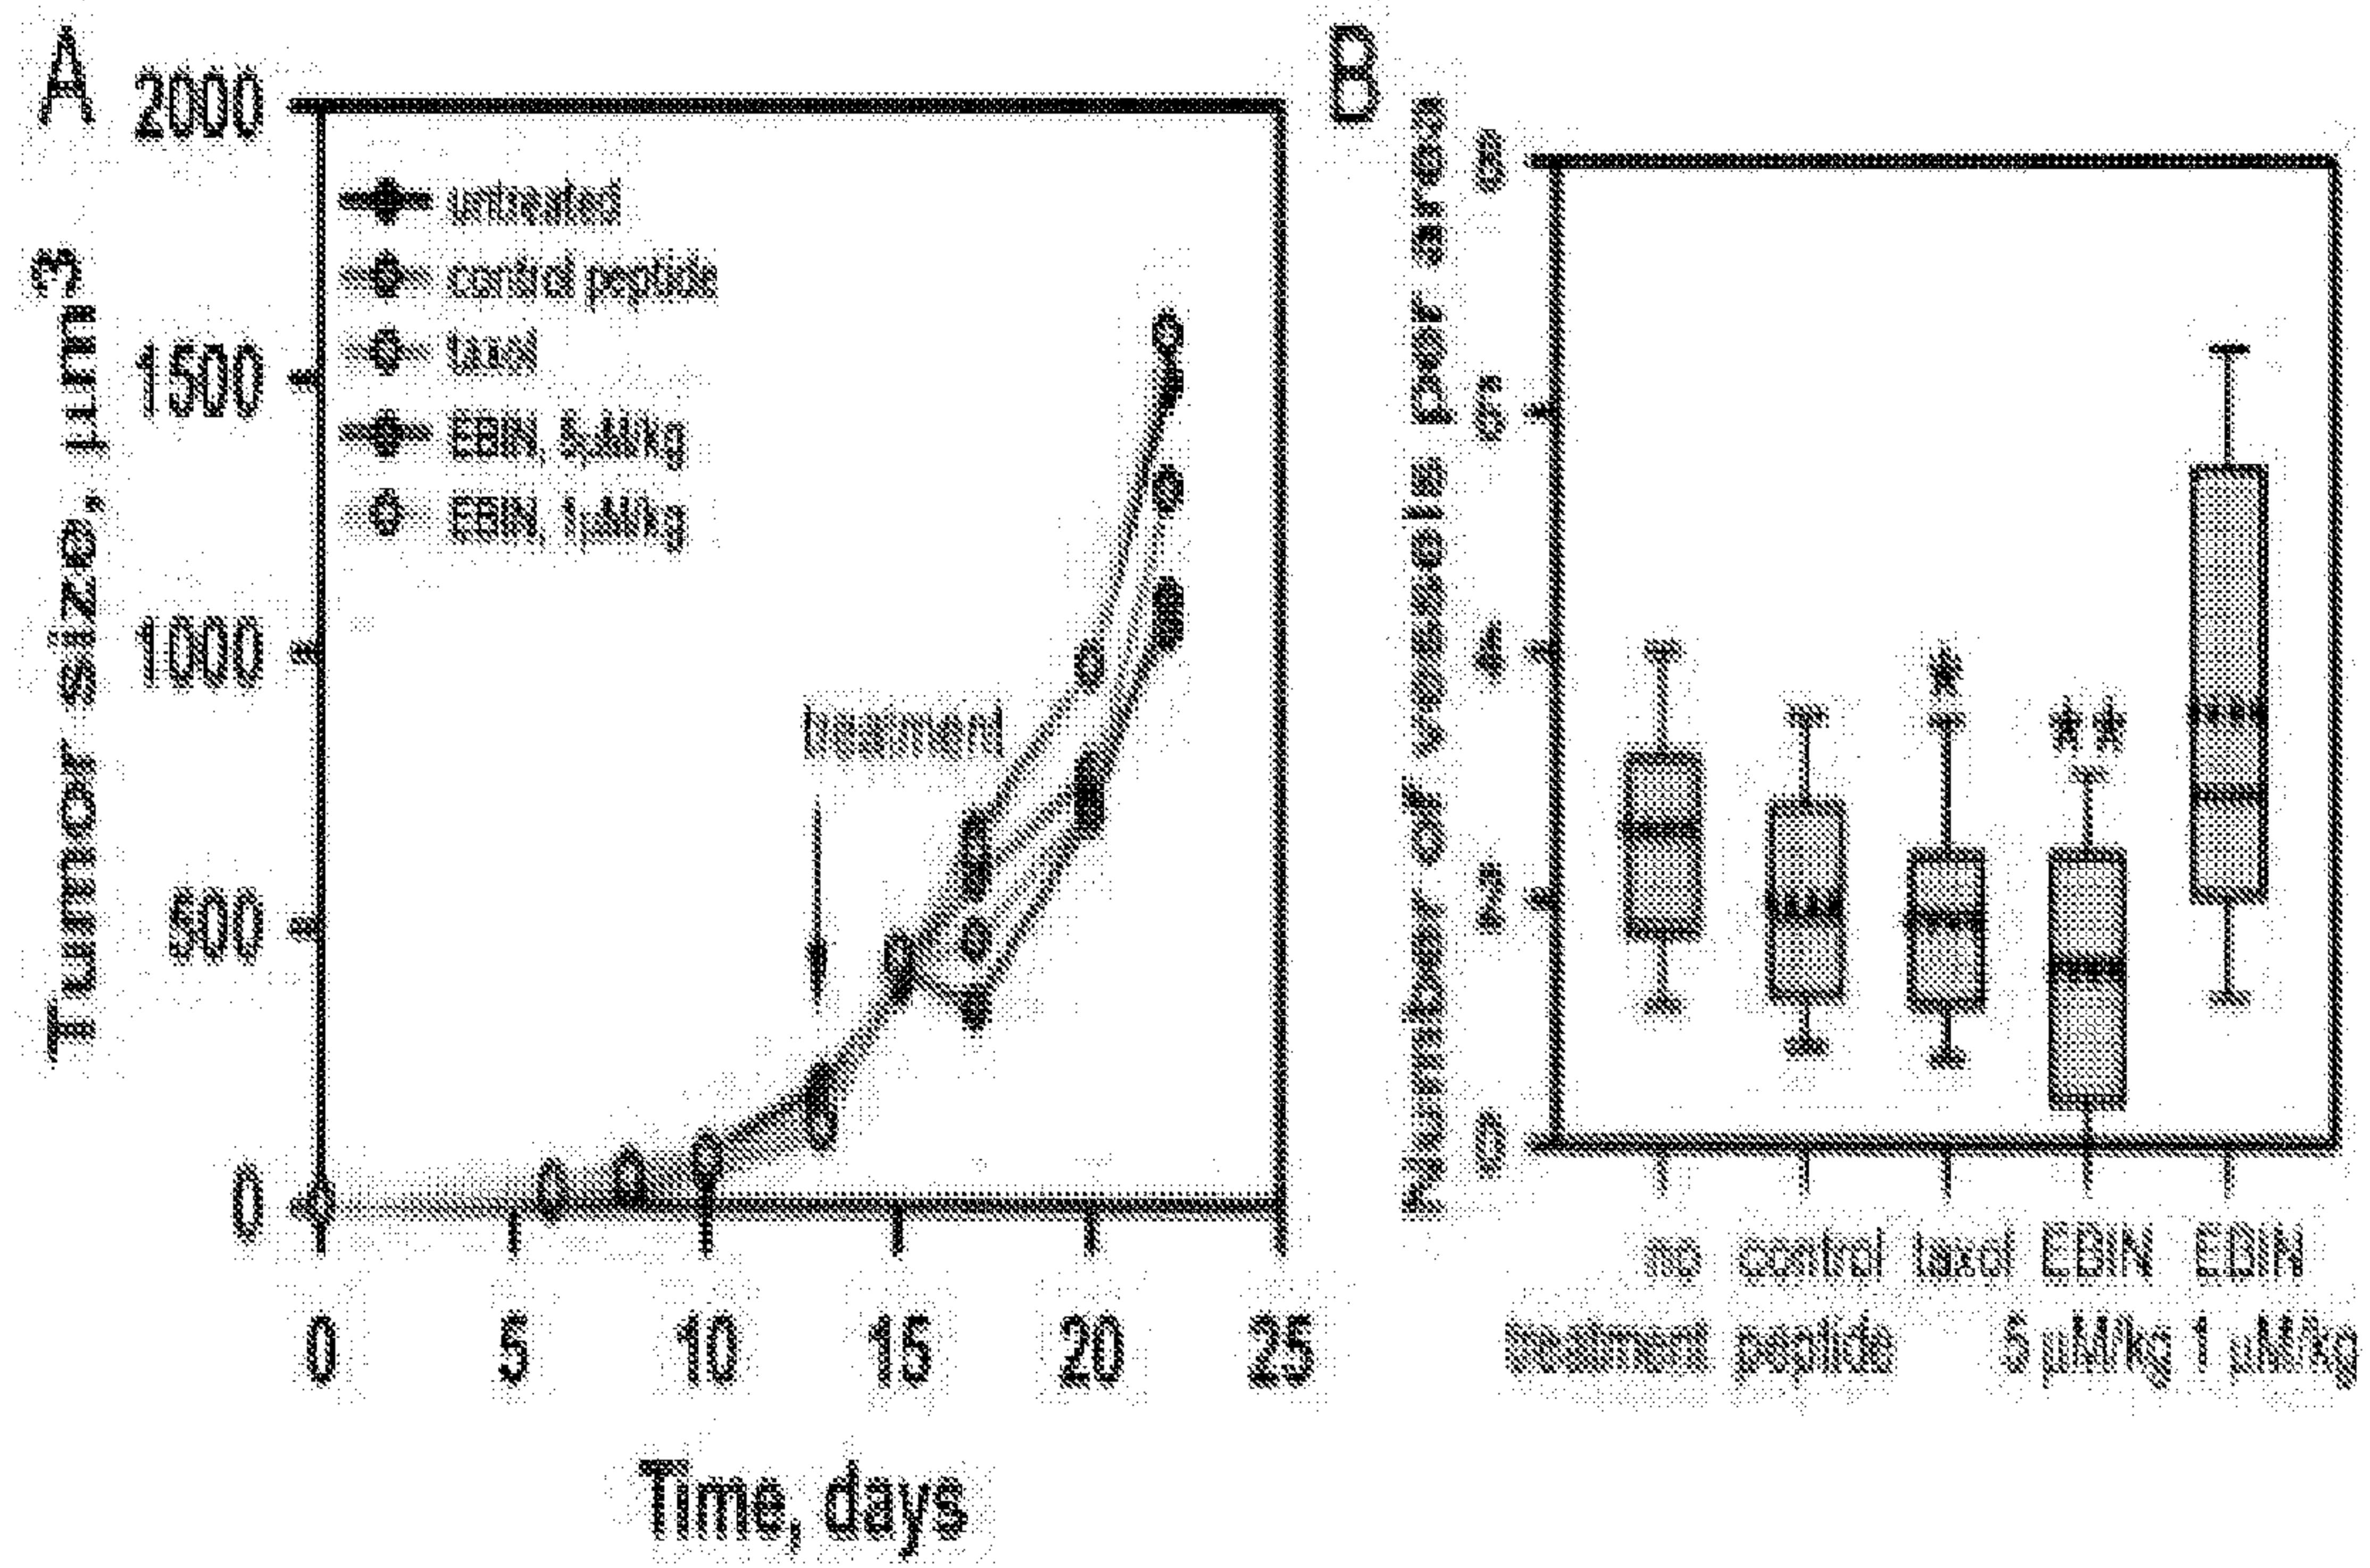 A
2000
1500
1000
500
0
Tumor size, µm3
untreated
control peptide
taxol
EBIN, 5µM/kg
EBIN, 1µM/kg
treatment
0 5 10 15 20 25
Time, days
B
Number of vessels per area
8
6
4
2
0
*
**
no control taxol EBIN EBIN
treatment peptide 5 µM/kg 1 µM/kg